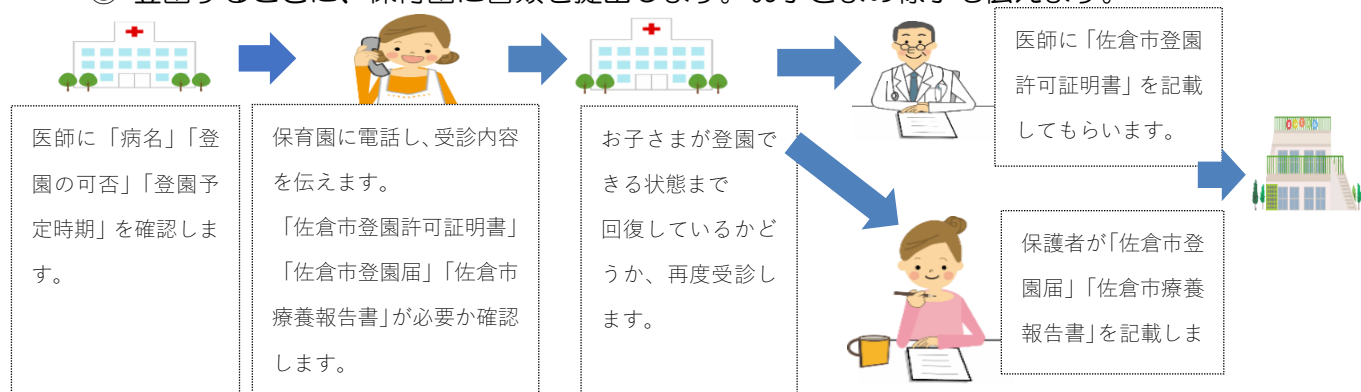 医師に「病名」「登
園の可否」「登園予
定時期」を確認しま
す。
保育園に電話し、受診内容
を伝えます。
「佐倉市登園許可証明書」
「佐倉市登園届」「佐倉市
療養報告書」が必要か確認
します。
お子さまが登園で
きる状態まで
回復しているかど
うか、再度受診し
ます。
医師に「佐倉市登園
許可証明書」を記載
してもらいます。
保護者が「佐倉市登
園届」「佐倉市療養
報告書」を記載しま